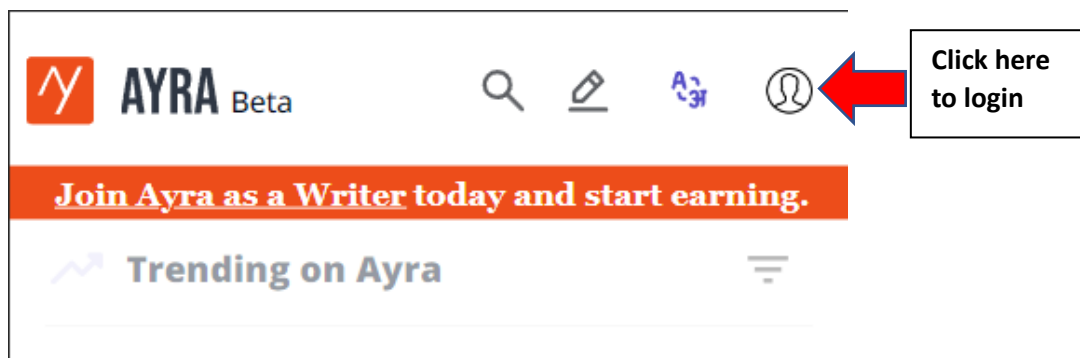 AYRA Beta
A अ
Click here
to login
Join Ayra as a Writer today and start earning.
Trending on Ayra